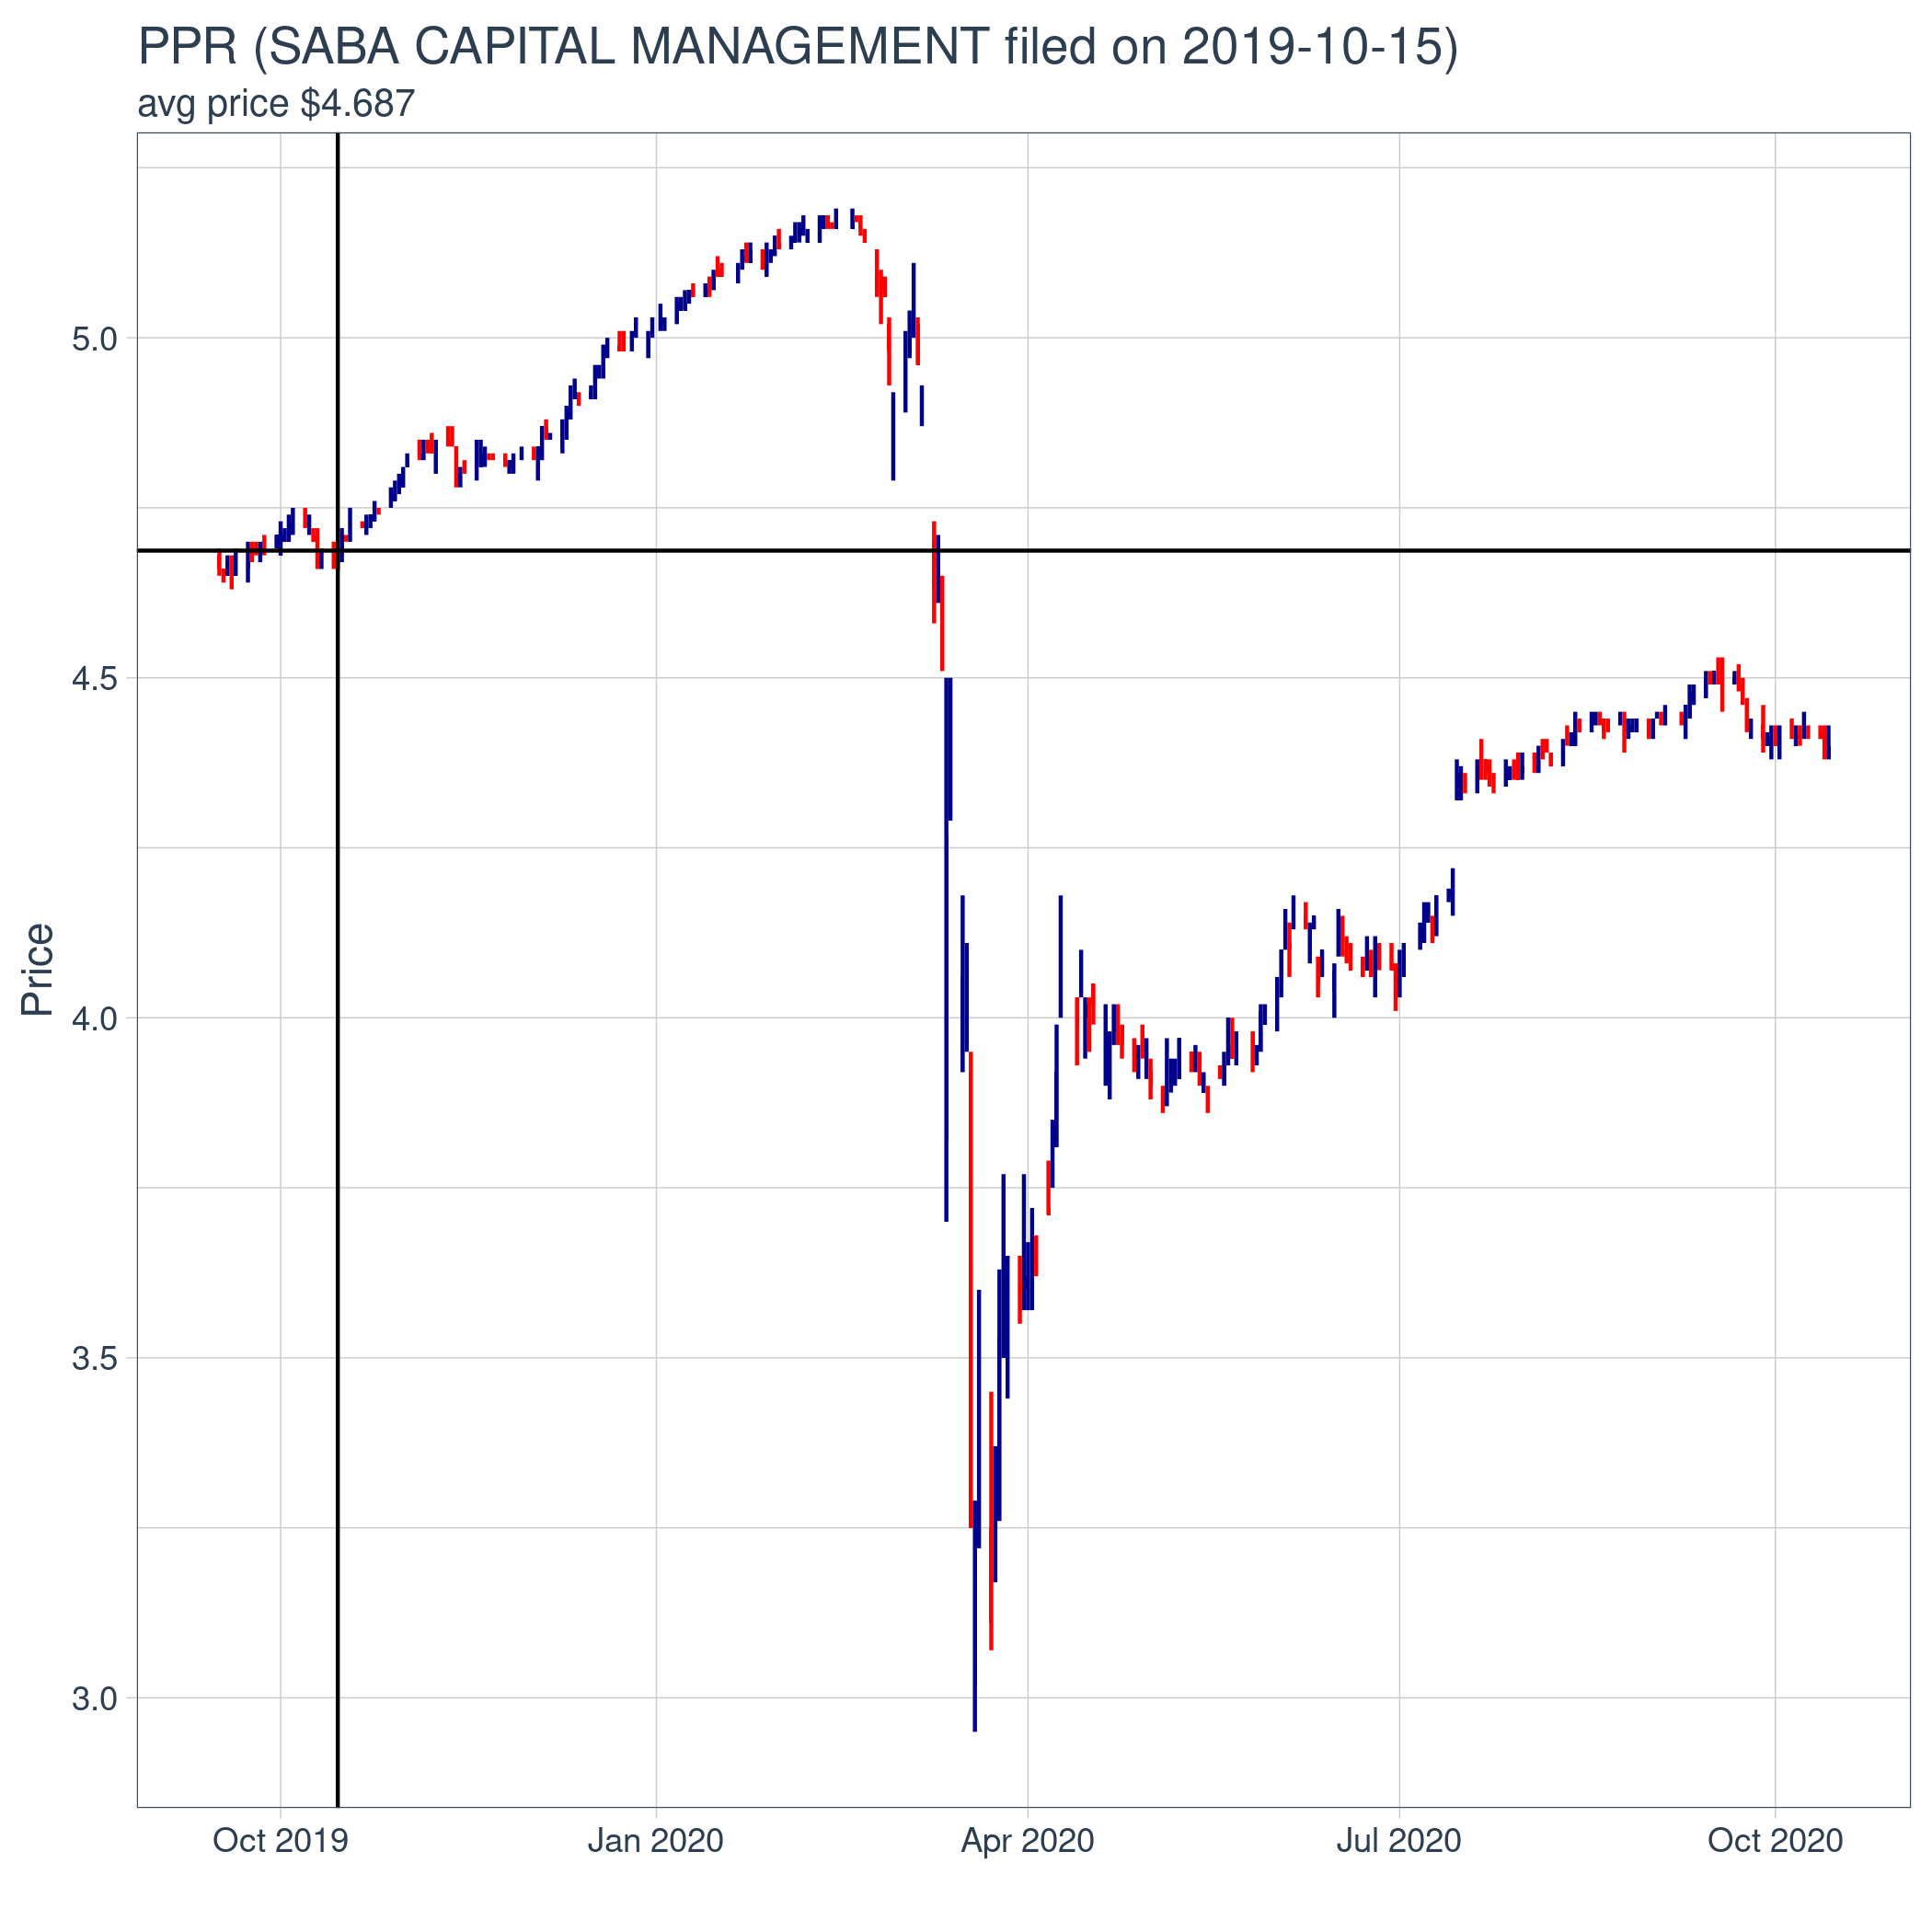 PPR (SABA CAPITAL MANAGEMENT filed on 2019-10-15)
avg price $4.687
Price
5.0
4.5
4.0
3.5
3.0
Oct 2019 Jan 2020 Apr 2020 Jul 2020 Oct 2020